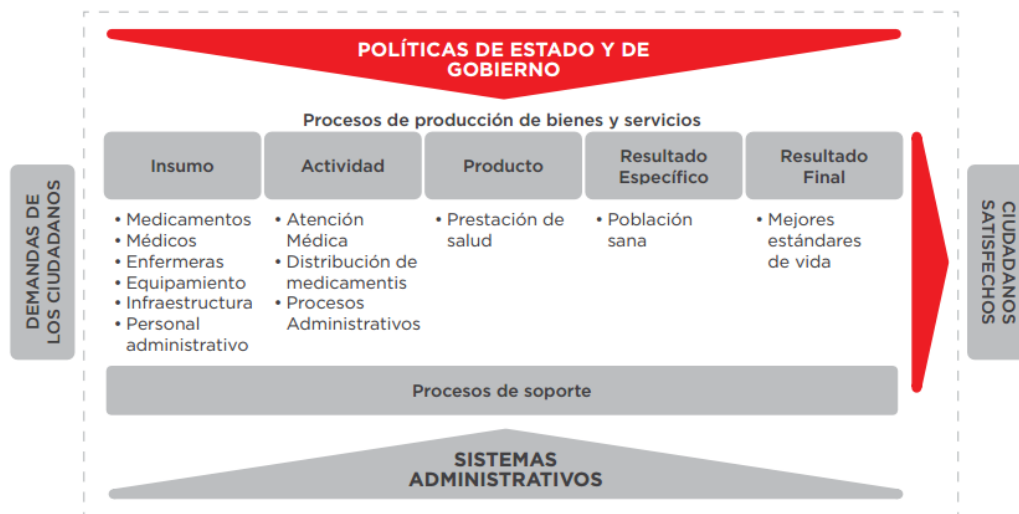 POLÍTICAS DE ESTADO Y DE
GOBIERNO
Procesos de producción de bienes y servicios
DEMANDAS DE
LOS CIUDADANOS
Insumo
• Medicamentos
• Médicos
• Enfermeras
• Equipamiento
• Infraestructura
• Personal
administrativo
Actividad
• Atención
Médica
• Distribución de
medicamentis
• Procesos
Administrativos
Producto
• Prestación de
salud
Resultado
Específico
• Población
sana
Resultado
Final
• Mejores
estándares
de vida
CIUDADANOS
SATISFECHOS
Procesos de soporte
SISTEMAS
ADMINISTRATIVOS